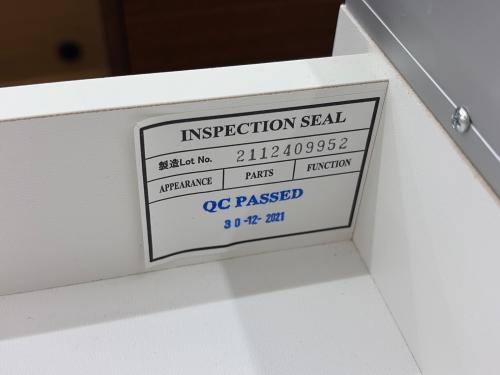 INSPECTION SEAL
製造Lot No. 2112409952
APPEARANCE PARTS FUNCTION
QC PASSED
30-12-2021